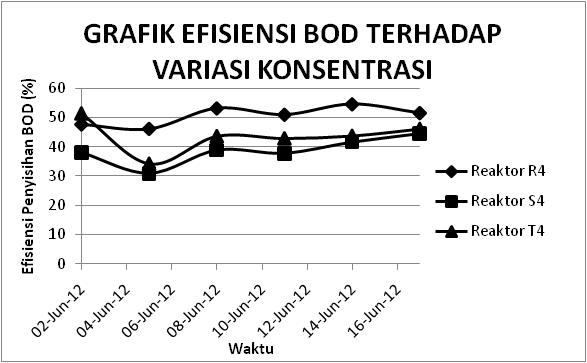 GRAFIK EFISIENSI BOD TERHADAP
VARIASI KONSENTRASI
Efisiensi Penyisihan BOD (%)
60
50
40
30
20
10
0
02-Jun-12
04-Jun-12
06-Jun-12
08-Jun-12
10-Jun-12
12-Jun-12
14-Jun-12
16-Jun-12
Waktu
Reaktor R4
Reaktor S4
Reaktor T4